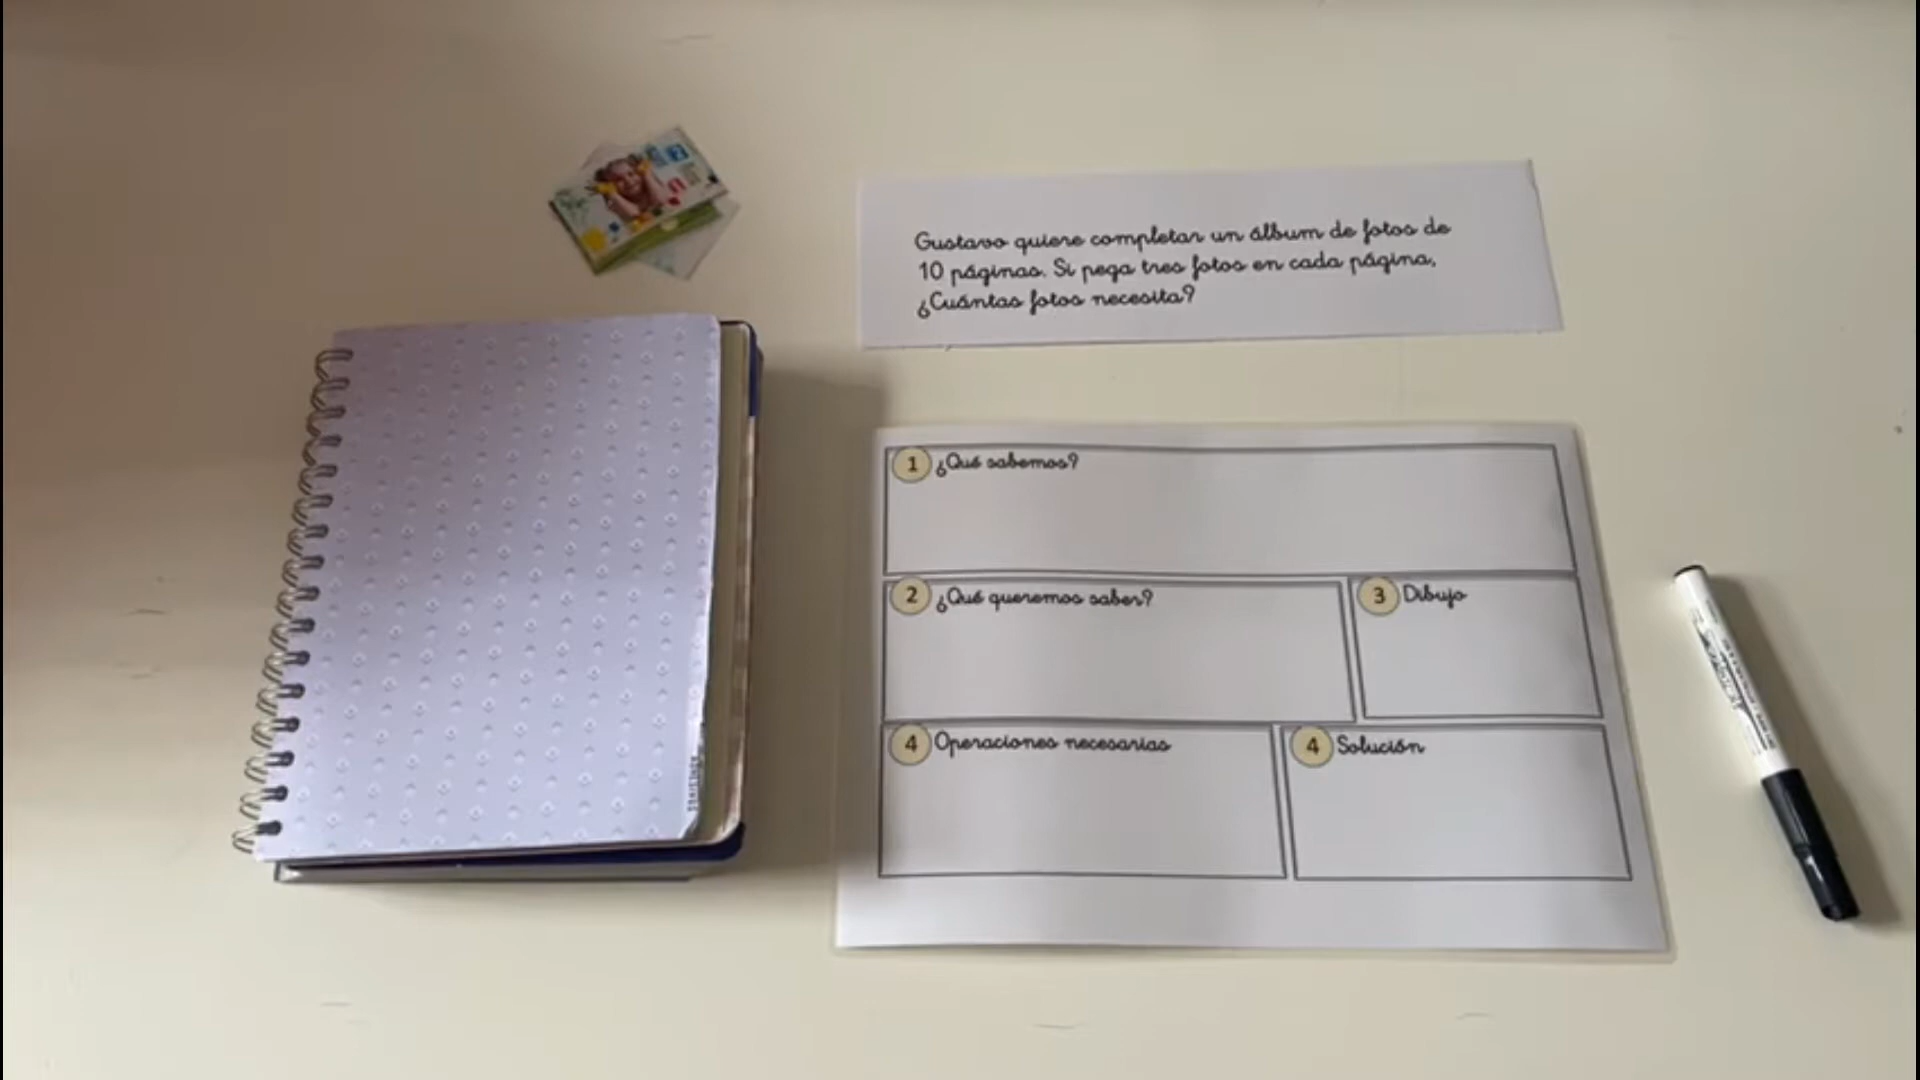 Gustavo quiere completar un álbum de fotos de
10 páginas. Si pega tres fotos en cada página,
¿Cuántas fotos necesita?
1 ¿Qué sabemos?
2 ¿Qué queremos saber?
3 Dibujo
4 Operaciones necesarias
4 Solución